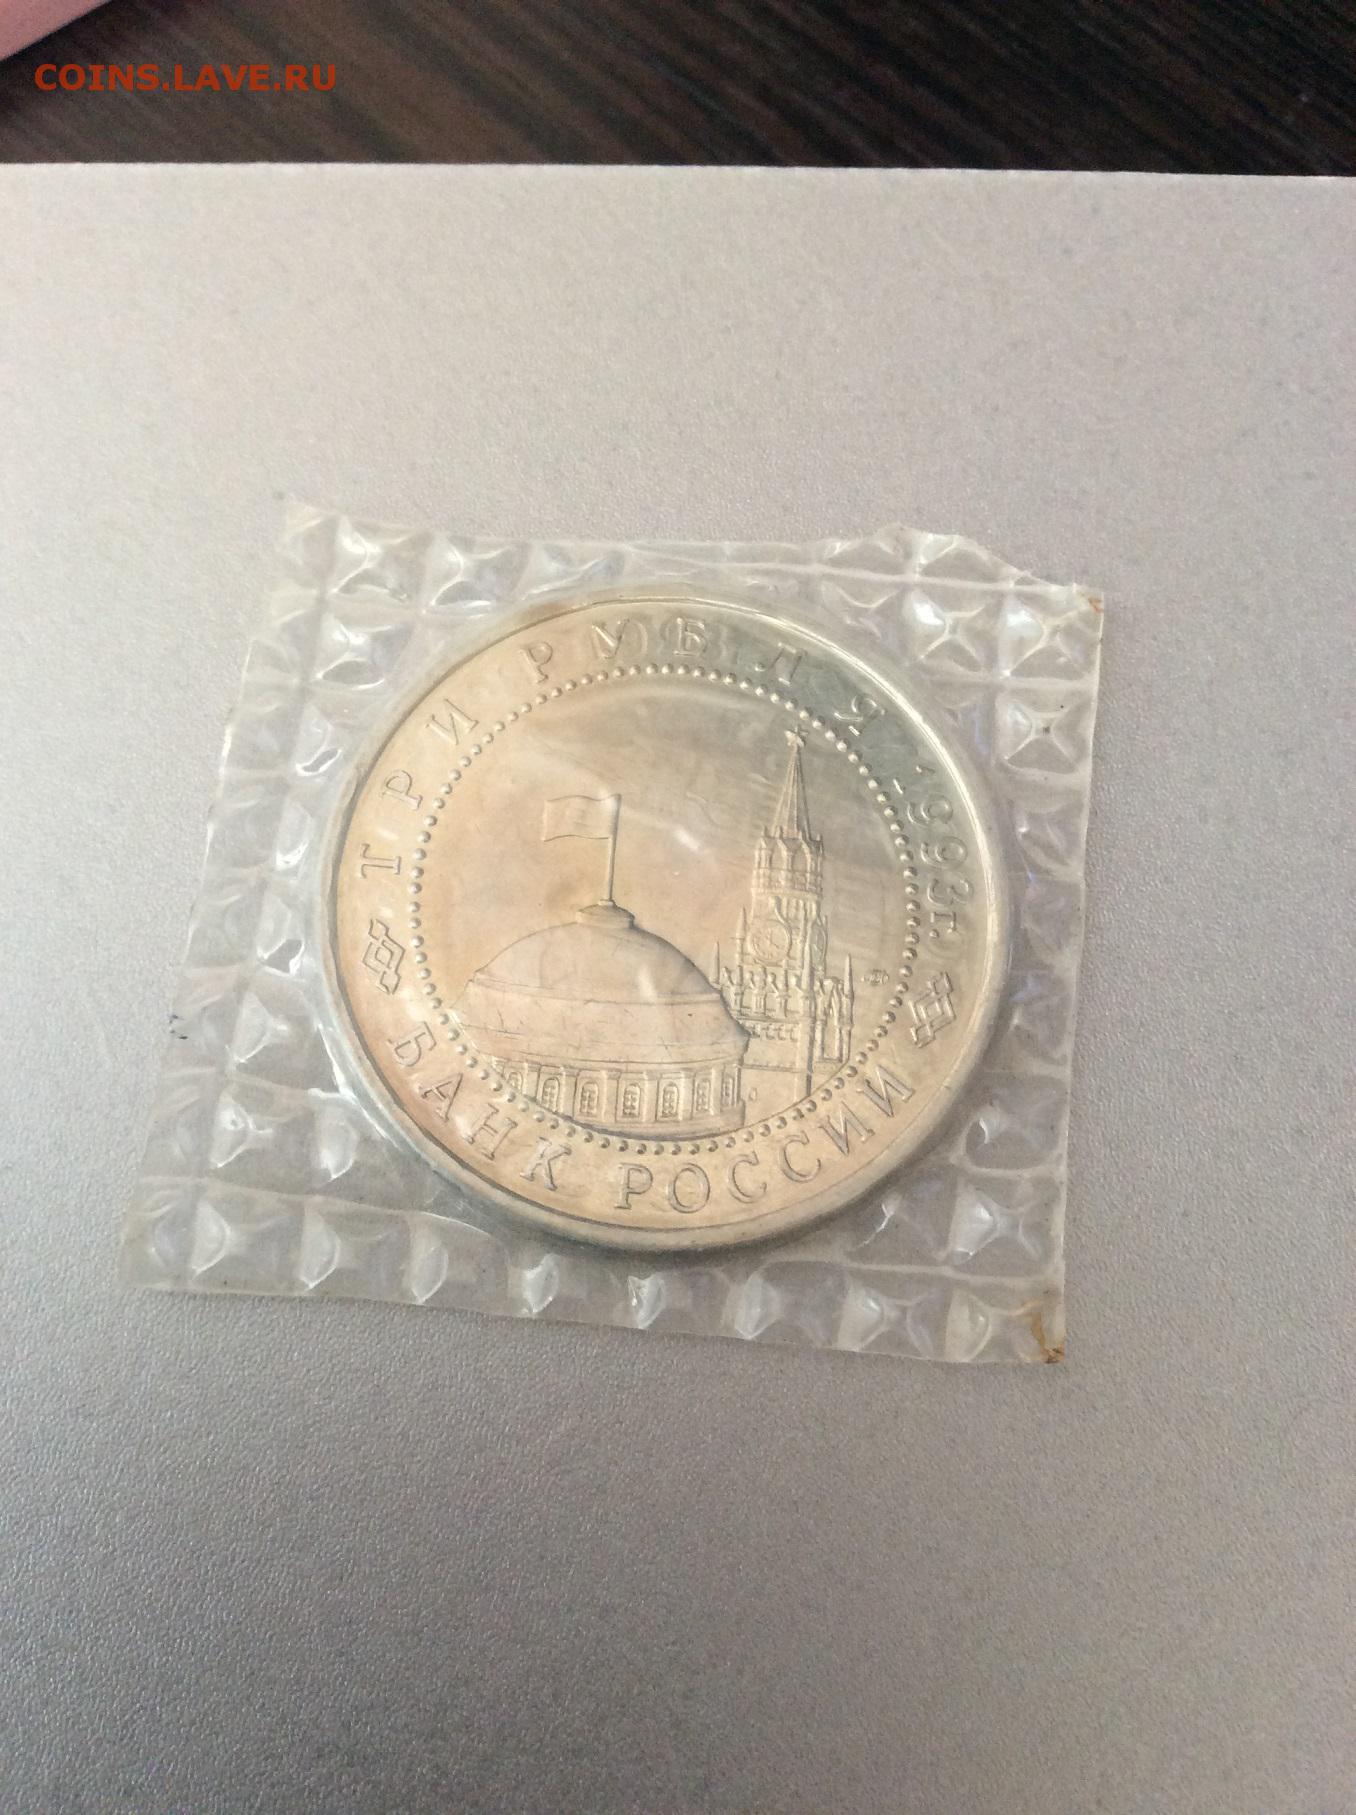 COINS.LAVE.RU
ТРИ РУБЛЯ 1993г.
БАНК РОССИИ